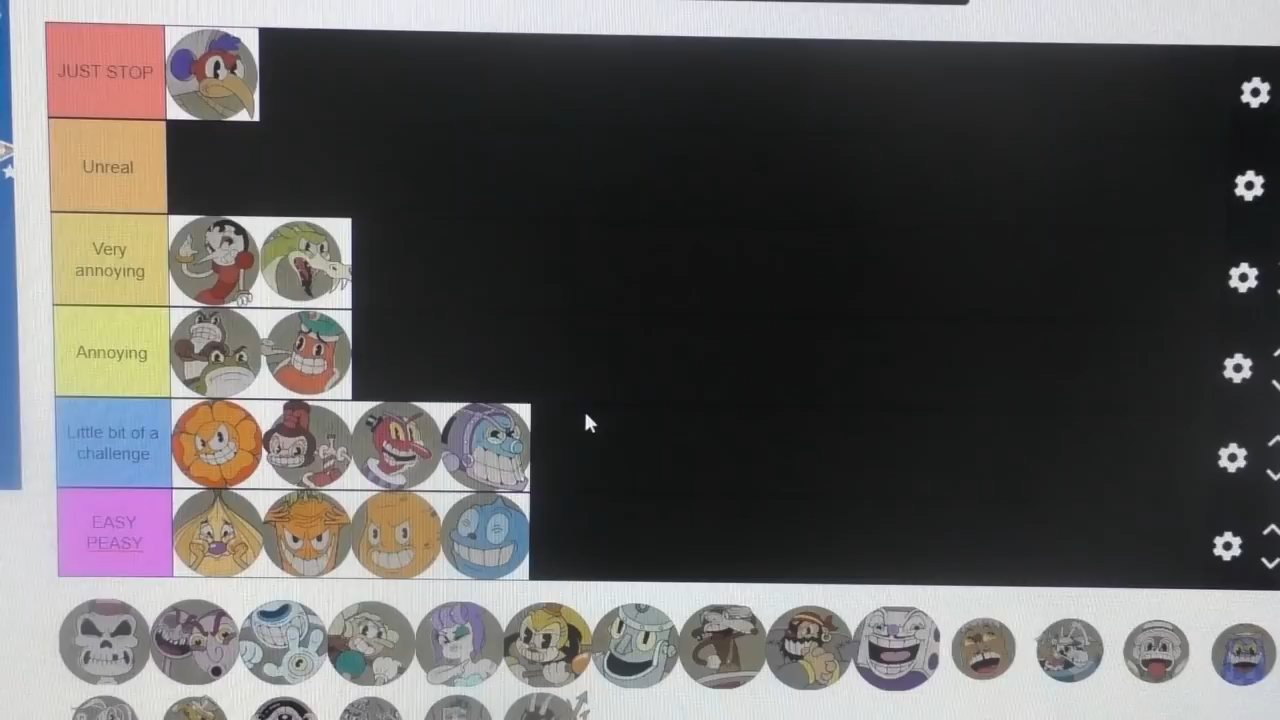 JUST STOP
Unreal
Very
annoying
Annoying
Little bit of a
challenge
EASY
PEASY